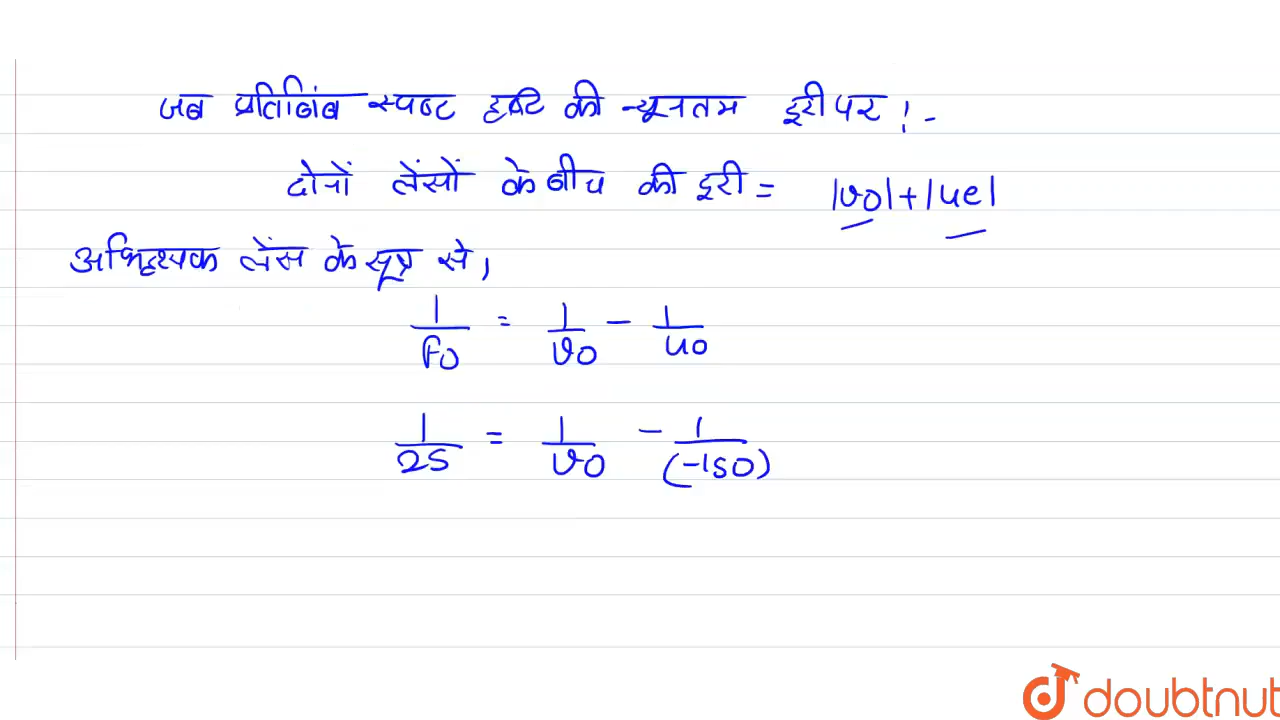 जब प्रतिबिंब स्पष्ट दृष्टि की न्यूनतम दूरी पर :-
दोनों लेंसों के बीच की दूरी = |v0|+|ue|
अभिदृश्यक लेंस के सूत्र से,
1/F0 = 1/v0 - 1/u0
1/25 = 1/v0 - 1/(-150)
doubtnut